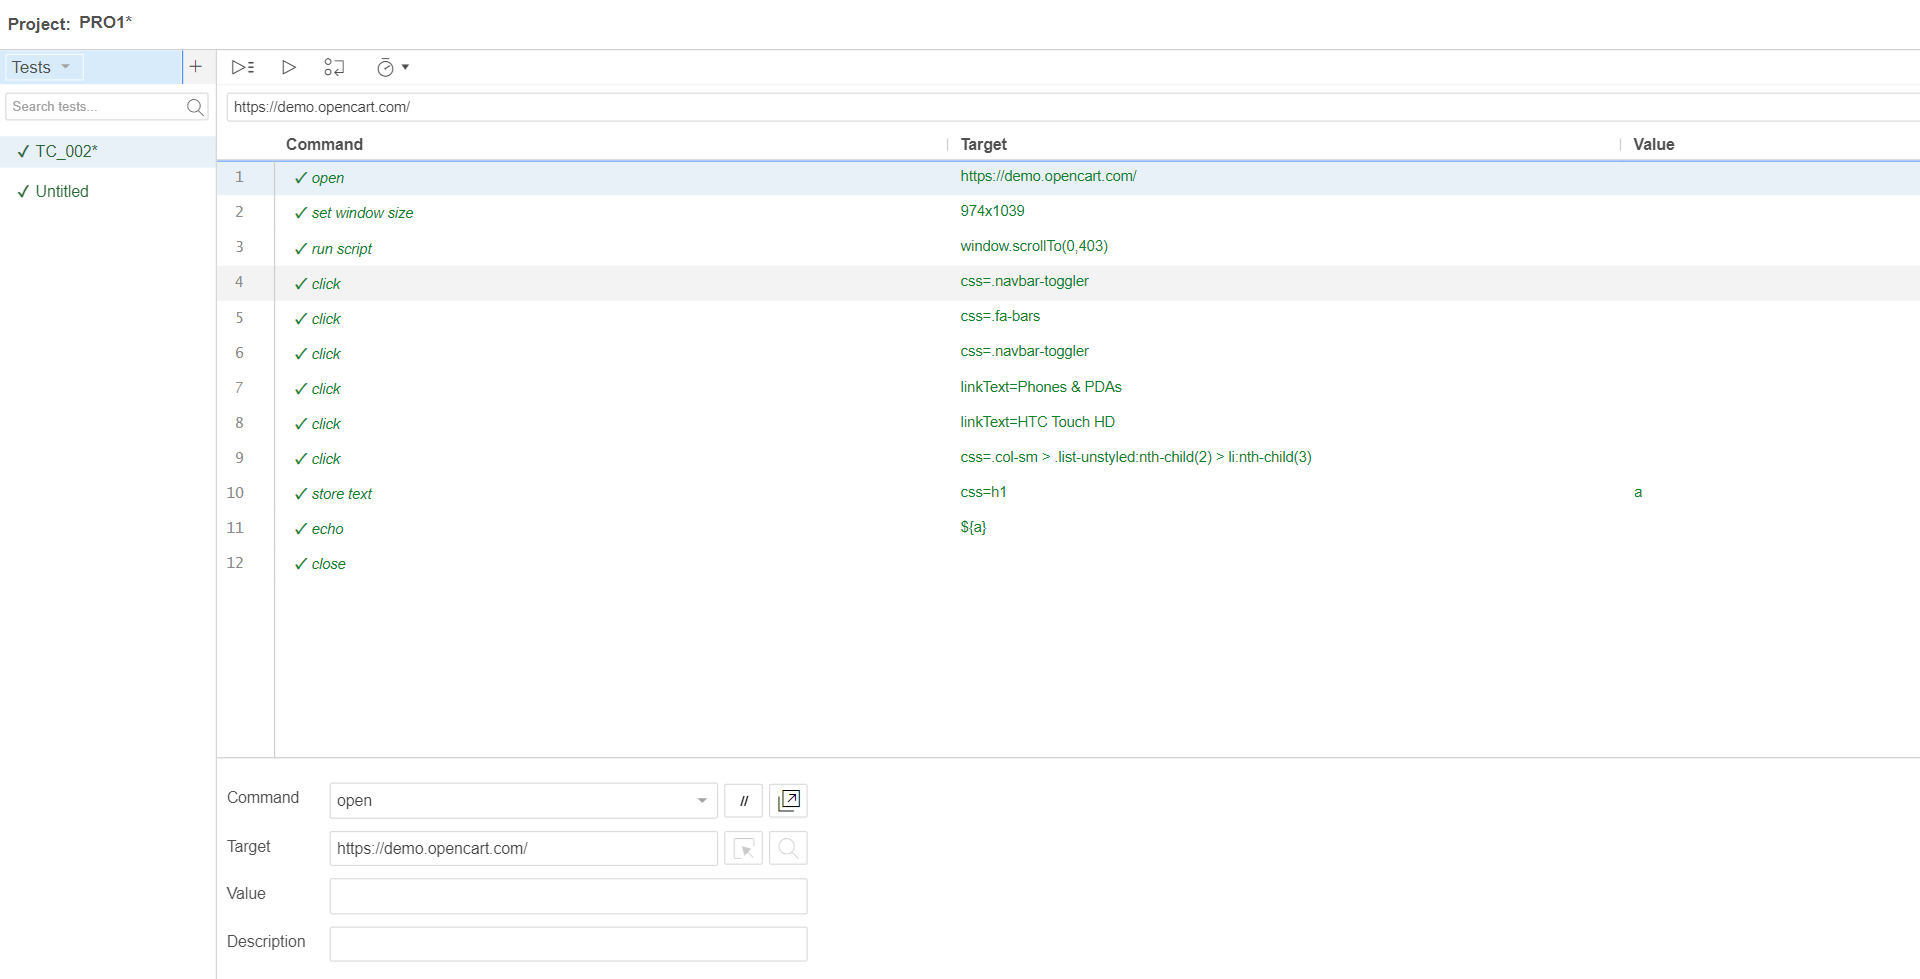 Project: PRO1*
Tests
+
Search tests...
✓ TC_002*
✓ Untitled
https://demo.opencart.com/
Command Target Value
1 ✓ open https://demo.opencart.com/
2 ✓ set window size 974x1039
3 ✓ run script window.scrollTo(0,403)
4 ✓ click css=.navbar-toggler
5 ✓ click css=.fa-bars
6 ✓ click css=.navbar-toggler
7 ✓ click linkText=Phones & PDAs
8 ✓ click linkText=HTC Touch HD
9 ✓ click css=.col-sm > .list-unstyled:nth-child(2) > li:nth-child(3)
10 ✓ store text css=h1 a
11 ✓ echo ${a}
12 ✓ close
Command open //
Target https://demo.opencart.com/
Value
Description